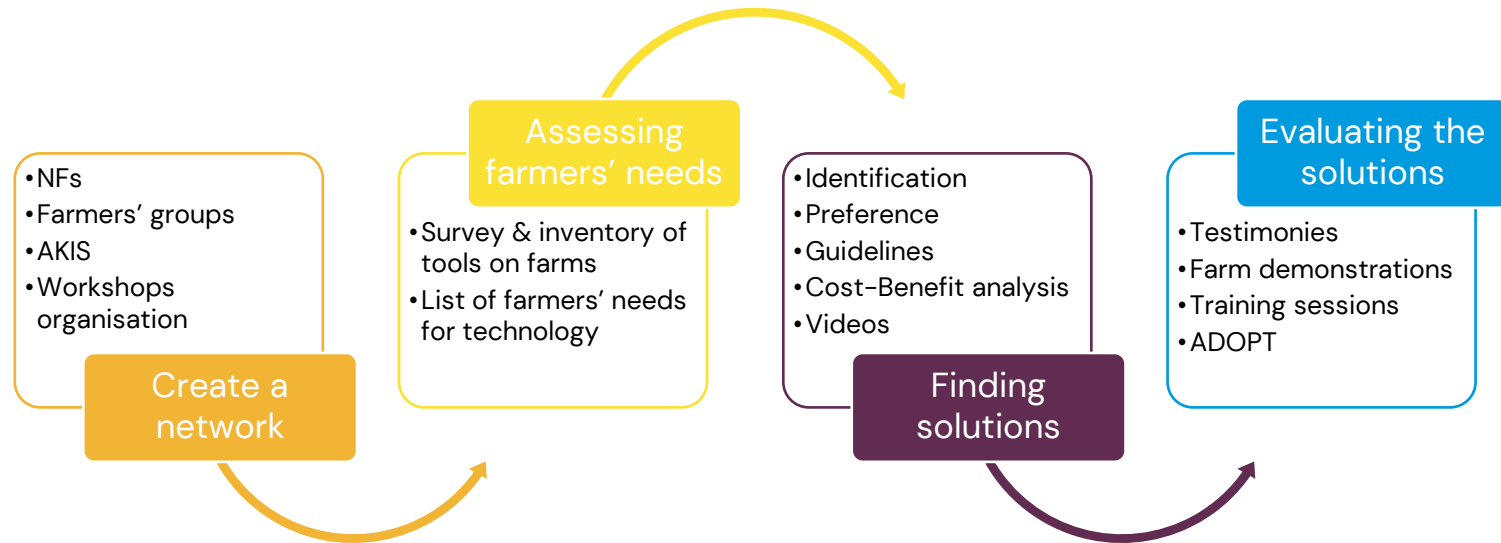 •NFs
•Farmers’ groups
•AKIS
•Workshops
organisation
Create a
network
Assessing
farmers’ needs
•Survey & inventory of
tools on farms
•List of farmers’ needs
for technology
•Identification
•Preference
•Guidelines
•Cost-Benefit analysis
•Videos
Finding
solutions
Evaluating the
solutions
•Testimonies
•Farm demonstrations
•Training sessions
•ADOPT